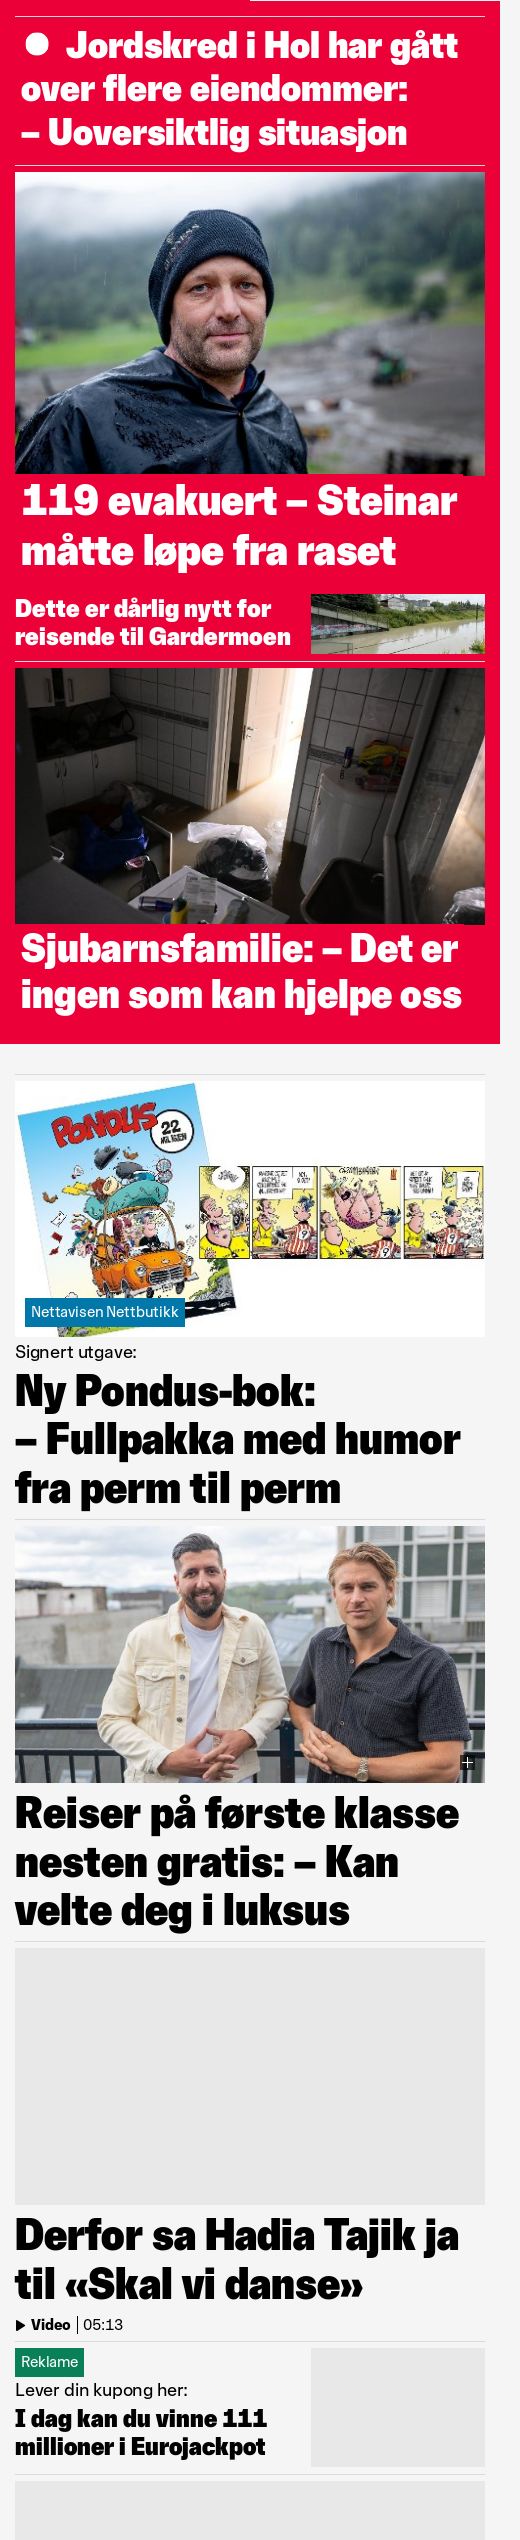 Jordskred i Hol har gått
over flere eiendommer:
– Uoversiktlig situasjon
119 evakuert – Steinar
måtte løpe fra raset
Dette er dårlig nytt for
reisende til Gardermoen
Sjubarnsfamilie: – Det er
ingen som kan hjelpe oss
PONDUS
22
Nettavisen Nettbutikk
Signert utgave:
Ny Pondus-bok:
– Fullpakka med humor
fra perm til perm
Reiser på første klasse
nesten gratis: – Kan
velte deg i luksus
Derfor sa Hadia Tajik ja
til «Skal vi danse»
Video 05:13
Reklame
Lever din kupong her:
I dag kan du vinne 111
millioner i Eurojackpot